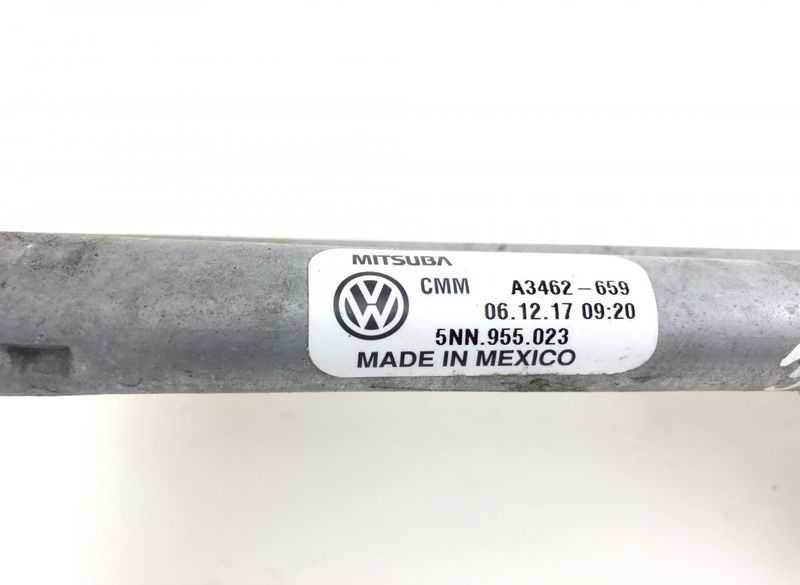 MITSUBA
CMM A3462-659
06.12.17 09:20
5NN.955.023
MADE IN MEXICO